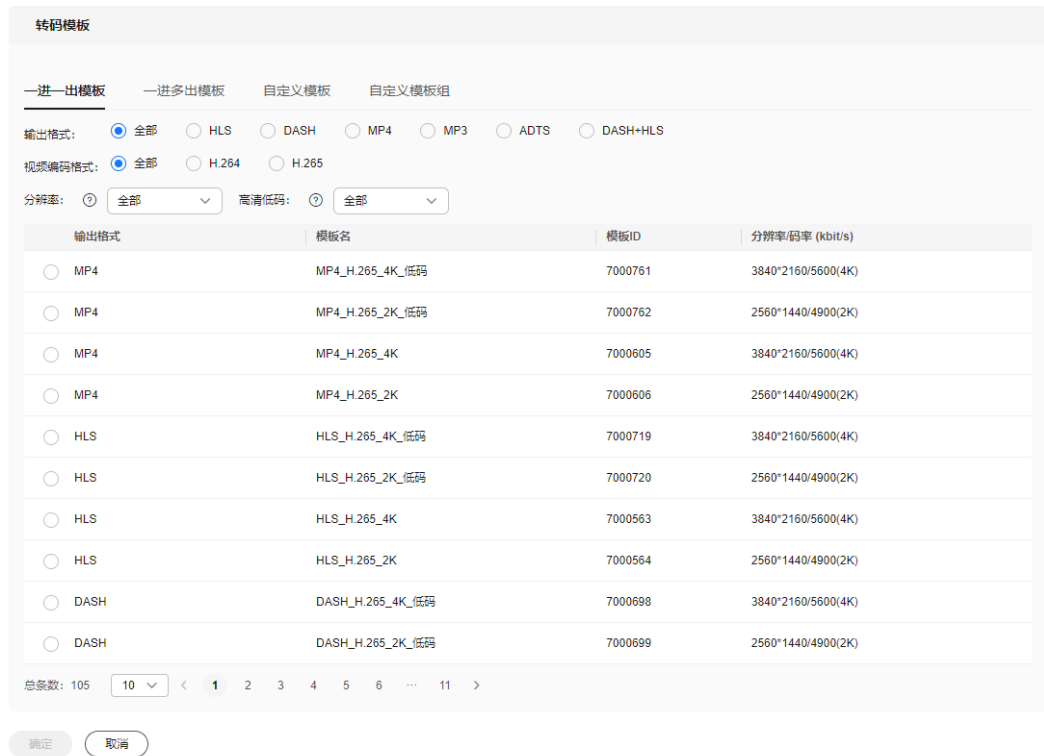 转码模板
一进一出模板 一进多出模板 自定义模板 自定义模板组
输出格式： 全部 HLS DASH MP4 MP3 ADTS DASH+HLS
视频编码格式： 全部 H.264 H.265
分辨率： ? 全部 高清低码： ? 全部
输出格式 模板名 模板ID 分辨率/码率 (kbit/s)
MP4 MP4_H.265_4K_低码 7000761 3840*2160/5600(4K)
MP4 MP4_H.265_2K_低码 7000762 2560*1440/4900(2K)
MP4 MP4_H.265_4K 7000605 3840*2160/5600(4K)
MP4 MP4_H.265_2K 7000606 2560*1440/4900(2K)
HLS HLS_H.265_4K_低码 7000719 3840*2160/5600(4K)
HLS HLS_H.265_2K_低码 7000720 2560*1440/4900(2K)
HLS HLS_H.265_4K 7000563 3840*2160/5600(4K)
HLS HLS_H.265_2K 7000564 2560*1440/4900(2K)
DASH DASH_H.265_4K_低码 7000698 3840*2160/5600(4K)
DASH DASH_H.265_2K_低码 7000699 2560*1440/4900(2K)
总条数：105 10 < 1 2 3 4 5 6 ... 11 >
确定 取消